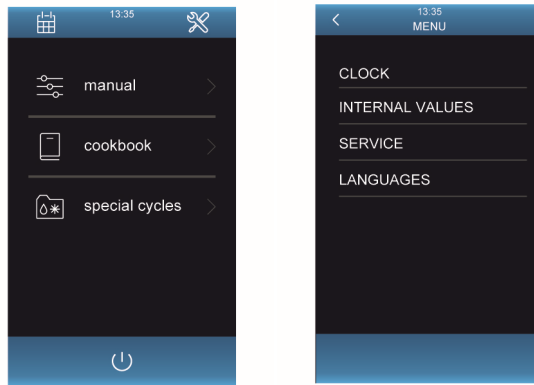 13:35
manual
cookbook
special cycles
13:35
MENU
CLOCK
INTERNAL VALUES
SERVICE
LANGUAGES